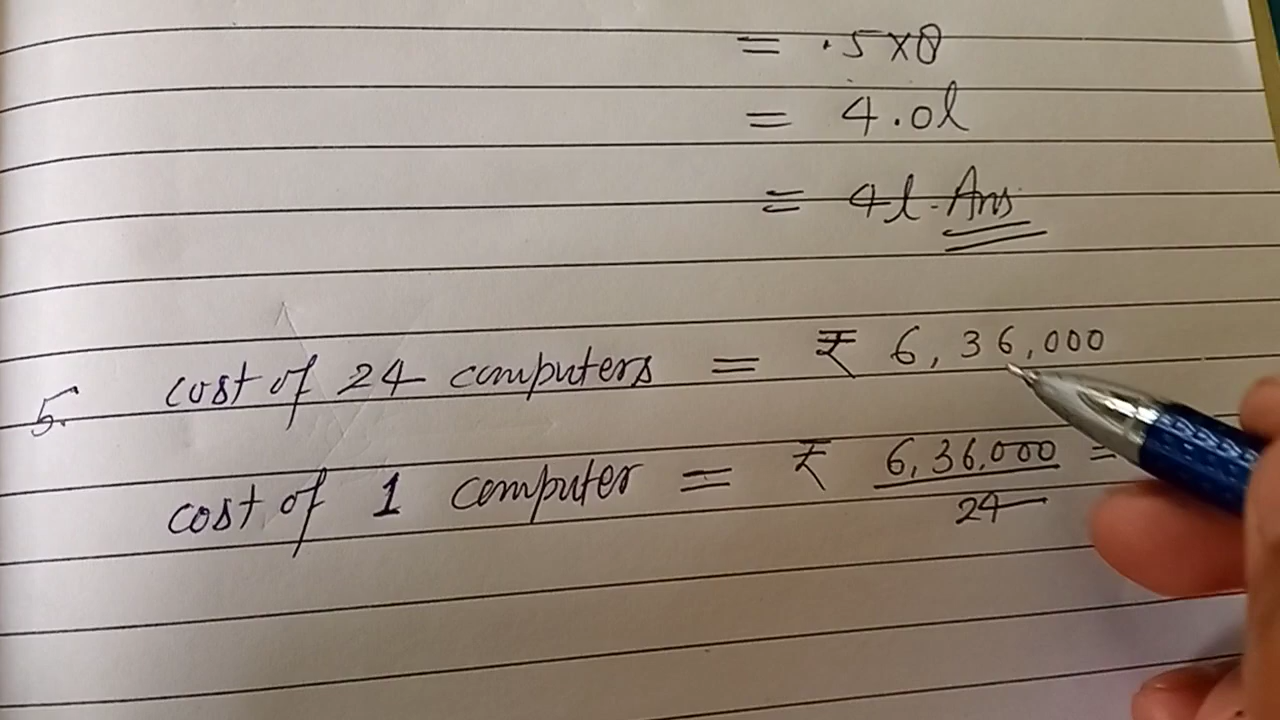 = .5×8
= 4.0l
= 4l. Ans
5. cost of 24 computers = ₹ 6,36,000
cost of 1 computer = ₹ 6,36,000 =
24